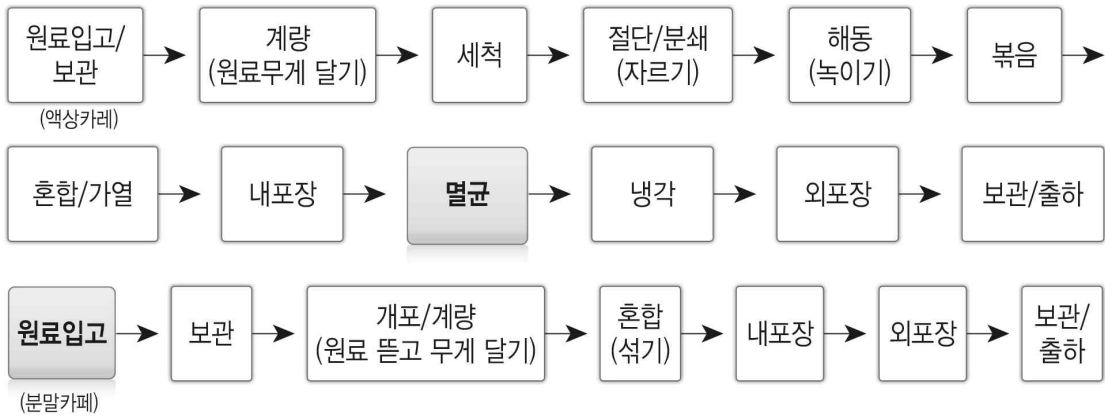 원료입고/
보관
계량
(원료무게 달기)
세척
절단/분쇄
(자르기)
해동
(녹이기)
볶음
(액상카레)
혼합/가열
내포장
멸균
냉각
외포장
보관/출하
원료입고
보관
개포/계량
(원료 뜯고 무게 달기)
혼합
(섞기)
내포장
외포장
보관/
출하
(분말카페)